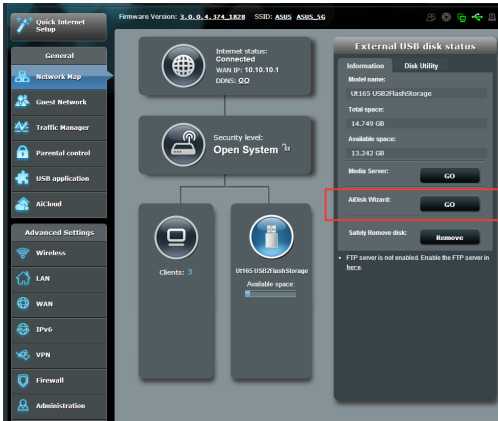 Quick Internet
Setup
Firmware Version: 3.0.0.4.374_1828 SSID: ASUS ASUS_5G
General
Network Map
Guest Network
Traffic Manager
Parental control
USB application
AiCloud
Advanced Settings
Wireless
LAN
WAN
IPv6
VPN
Firewall
Administration
Internet status:
Connected
WAN IP: 10.10.10.1
DDNS: GO
Security level:
Open System
Clients: 3
Ut165 USB2FlashStorage
Available space:
External USB disk status
Information Disk Utility
Model name:
Ut165 USB2FlashStorage
Total space:
14.749 GB
Available space:
13.242 GB
Media Server: GO
AiDisk Wizard: GO
Safely Remove disk: Remove
• FTP server is not enabled. Enable the FTP server in
here.